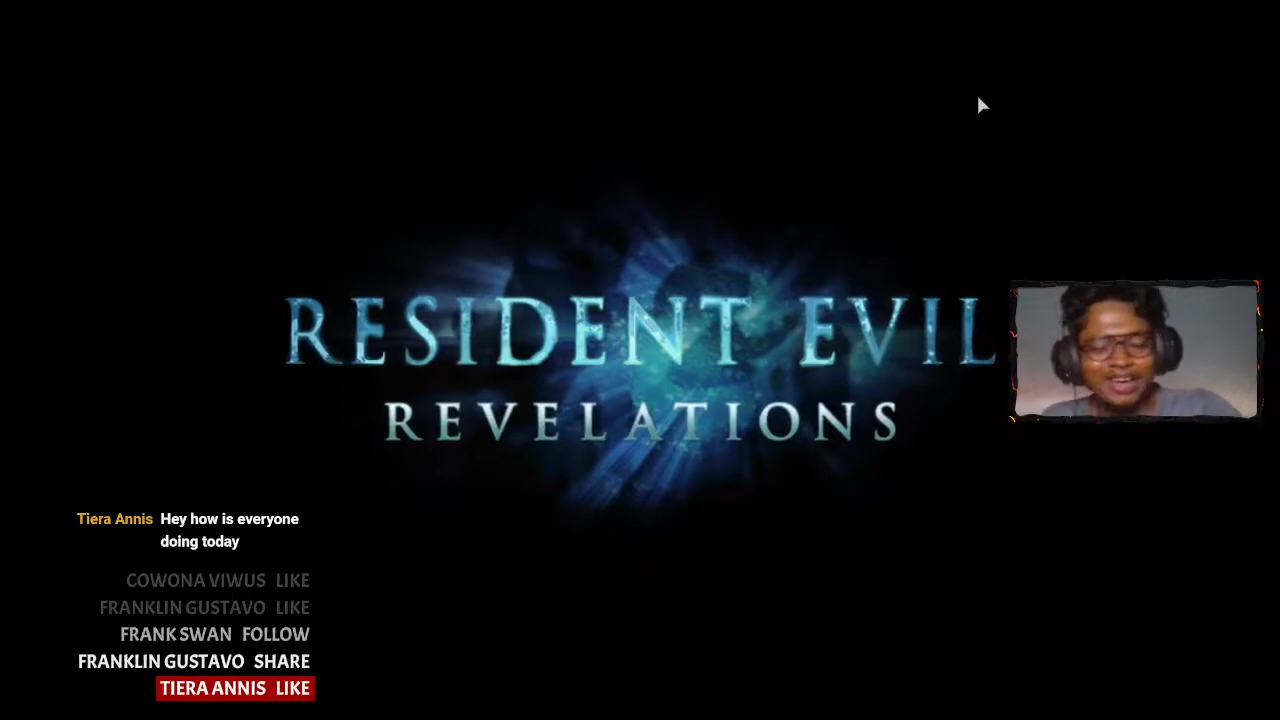 RESIDENT EVIL
REVELATIONS
Tiera Annis Hey how is everyone
doing today
COWONA VIWUS LIKE
FRANKLIN GUSTAVO LIKE
FRANK SWAN FOLLOW
FRANKLIN GUSTAVO SHARE
TIERA ANNIS LIKE